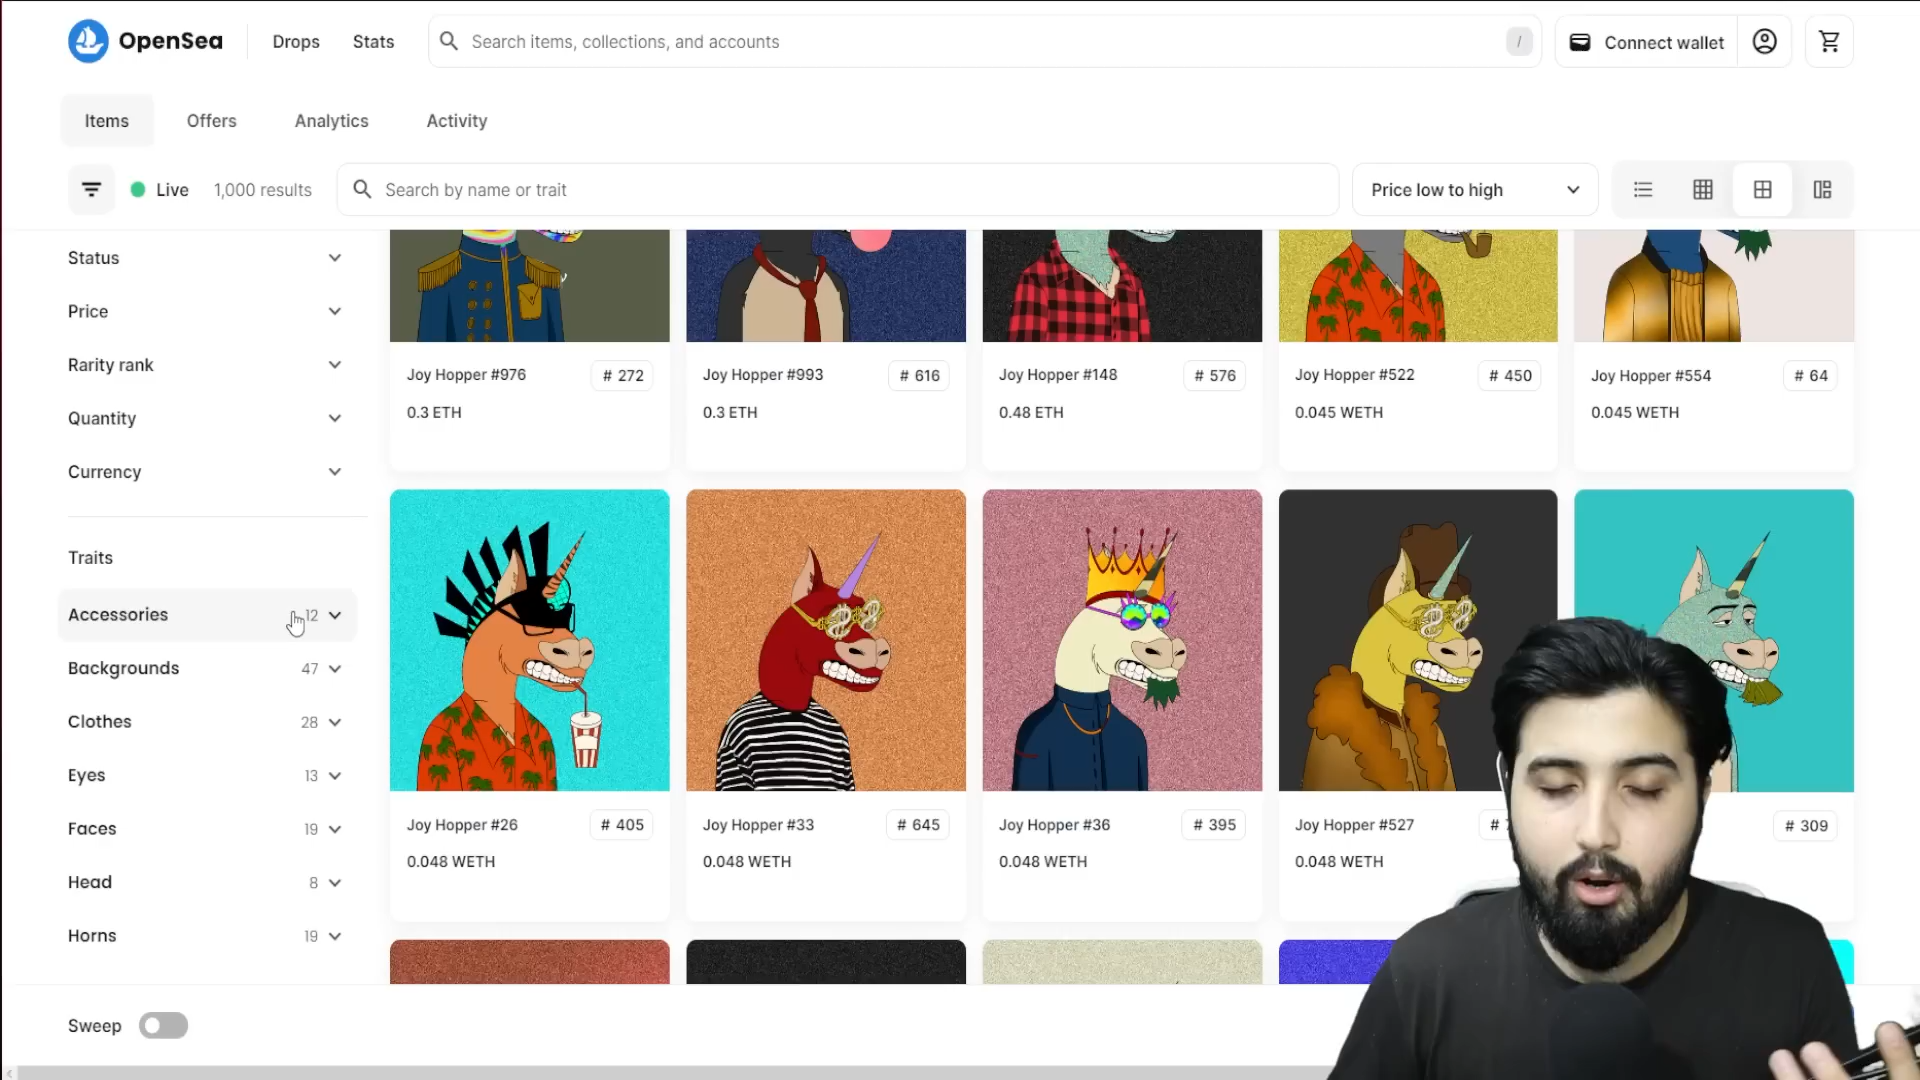 OpenSea
Drops
Stats
Search items, collections, and accounts
/
Connect wallet
Items
Offers
Analytics
Activity
Live
1,000 results
Search by name or trait
Price low to high
Status
Price
Rarity rank
Quantity
Currency
Traits
Accessories 12
Backgrounds 47
Clothes 28
Eyes 13
Faces 19
Head 8
Horns 19
Sweep
Joy Hopper #976 # 272
0.3 ETH
Joy Hopper #993 # 616
0.3 ETH
Joy Hopper #148 # 576
0.48 ETH
Joy Hopper #522 # 450
0.045 WETH
Joy Hopper #554 # 64
0.045 WETH
Joy Hopper #26 # 405
0.048 WETH
Joy Hopper #33 # 645
0.048 WETH
Joy Hopper #36 # 395
0.048 WETH
Joy Hopper #527 #
0.048 WETH
# 309